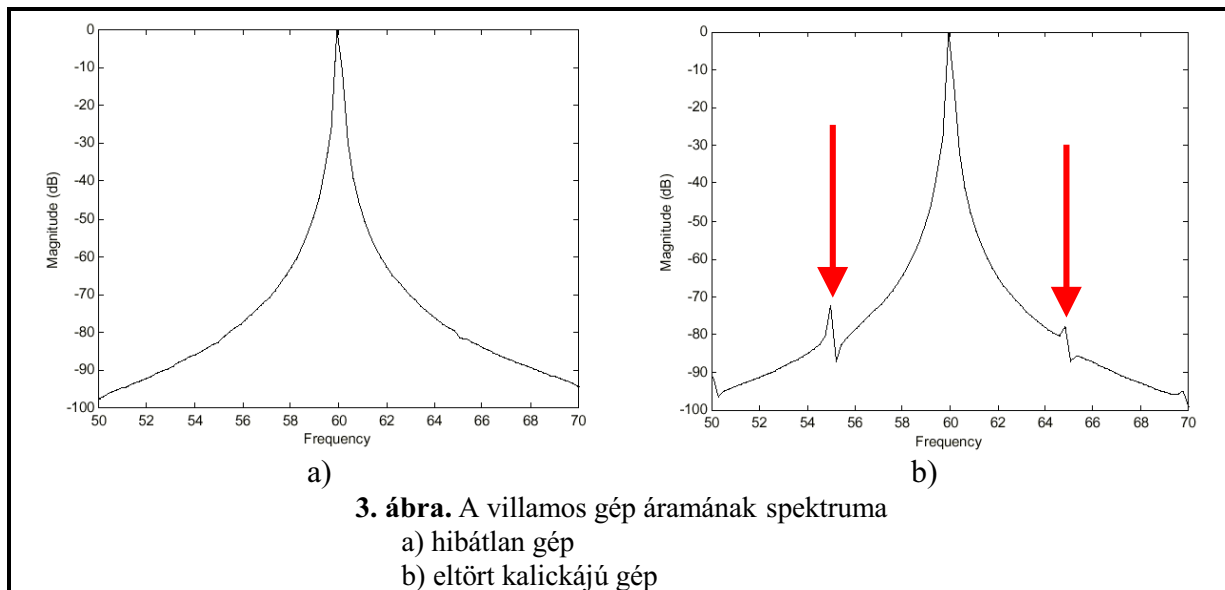 0
-10
-20
-30
-40
-50
-60
-70
-80
-90
-100
Magnitude (dB)
50 52 54 56 58 60 62 64 66 68 70
Frequency
a)
0
-10
-20
-30
-40
-50
-60
-70
-80
-90
-100
Magnitude (dB)
50 52 54 56 58 60 62 64 66 68 70
Frequency
b)
3. ábra. A villamos gép áramának spektruma
a) hibátlan gép
b) eltört kalickájú gép